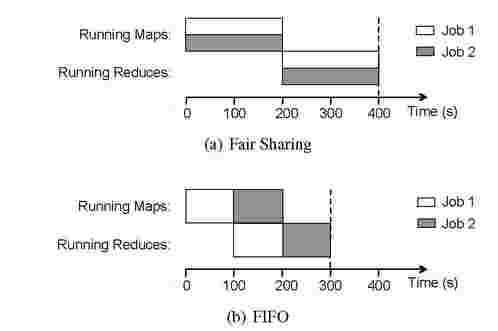 Running Maps:
Job 1
Job 2
Running Reduces:
0 100 200 300 400 Time (s)
(a) Fair Sharing
Running Maps:
Job 1
Job 2
Running Reduces:
0 100 200 300 400 Time (s)
(b) FIFO